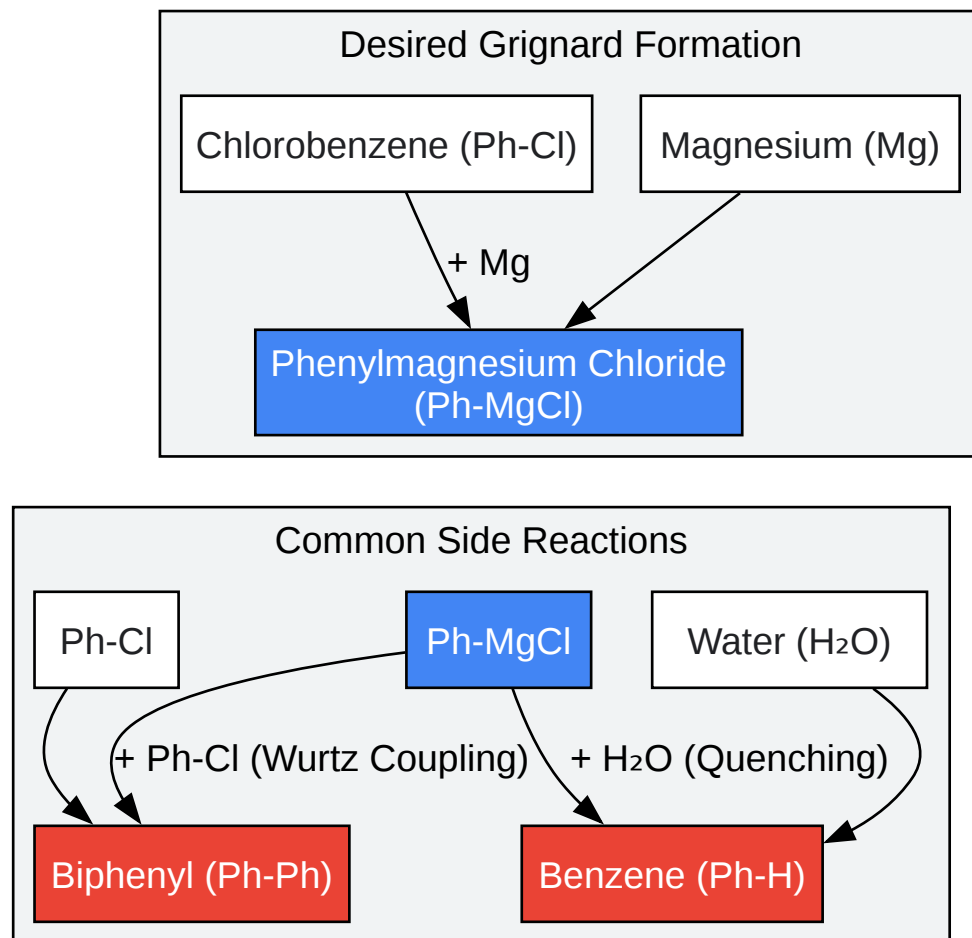 Desired Grignard Formation
Chlorobenzene (Ph-Cl)
Magnesium (Mg)
+ Mg
Phenylmagnesium Chloride
(Ph-MgCl)
Common Side Reactions
Ph-Cl
Ph-MgCl
Water (H₂O)
+ Ph-Cl (Wurtz Coupling)
+ H₂O (Quenching)
Biphenyl (Ph-Ph)
Benzene (Ph-H)